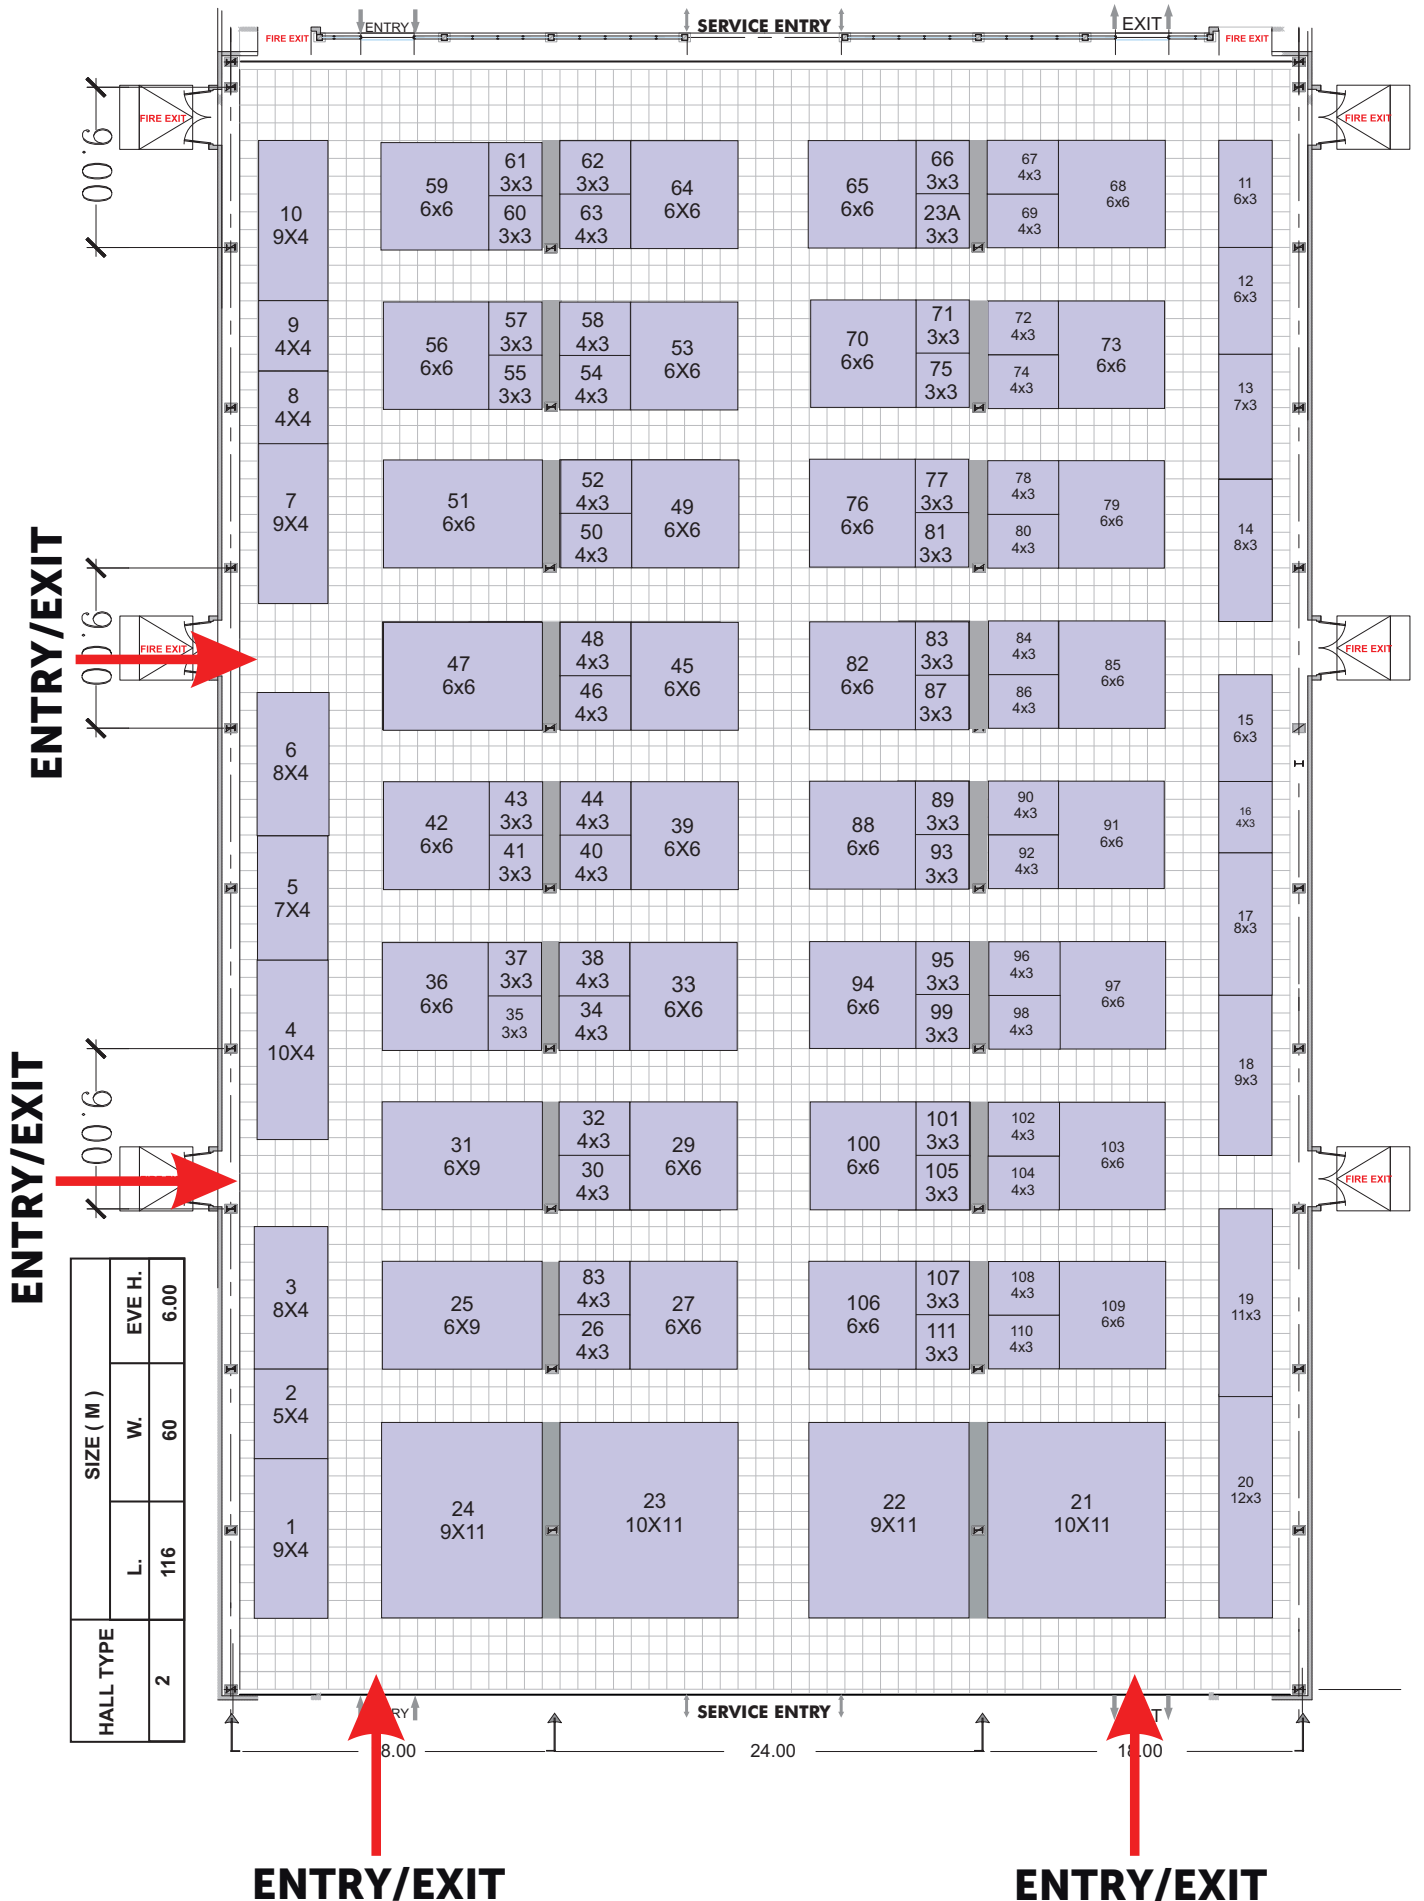 ENTRY
SERVICE ENTRY
EXIT
FIRE EXIT
FIRE EXIT
FIRE EXIT
FIRE EXIT
9.00
10
9X4
59
6x6
61
3x3
60
3x3
62
3x3
63
4x3
64
6X6
65
6x6
66
3x3
23A
3x3
67
4x3
69
4x3
68
6x6
11
6x3
12
6x3
9
4X4
8
4X4
56
6x6
57
3x3
55
3x3
58
4x3
54
4x3
53
6X6
70
6x6
71
3x3
75
3x3
72
4x3
74
4x3
73
6x6
13
7x3
7
9X4
51
6x6
52
4x3
50
4x3
49
6X6
76
6x6
77
3x3
81
3x3
78
4x3
80
4x3
79
6x6
14
8x3
ENTRY/EXIT
9.00
FIRE EXIT
FIRE EXIT
47
6x6
48
4x3
46
4x3
45
6X6
82
6x6
83
3x3
87
3x3
84
4x3
86
4x3
85
6x6
15
6x3
6
8X4
42
6x6
43
3x3
41
3x3
44
4x3
40
4x3
39
6X6
88
6x6
89
3x3
93
3x3
90
4x3
92
4x3
91
6x6
16
4X3
5
7X4
17
8x3
36
6x6
37
3x3
35
3x3
38
4x3
34
4x3
33
6X6
94
6x6
95
3x3
99
3x3
96
4x3
98
4x3
97
6x6
4
10X4
18
9x3
ENTRY/EXIT
9.00
FIRE EXIT
31
6X9
32
4x3
30
4x3
29
6X6
100
6x6
101
3x3
105
3x3
102
4x3
104
4x3
103
6x6
3
8X4
25
6X9
83
4x3
26
4x3
27
6X6
106
6x6
107
3x3
111
3x3
108
4x3
110
4x3
109
6x6
19
11x3
2
5X4
1
9X4
24
9X11
23
10X11
22
9X11
21
10X11
20
12x3
HALL TYPE
SIZE ( M )
L.
W.
EVE H.
2
116
60
6.00
SERVICE ENTRY
24.00
18.00
ENTRY/EXIT
ENTRY/EXIT